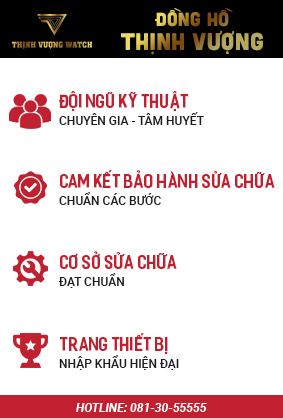 THỊNH VƯỢNG WATCH
ĐỒNG HỒ
THỊNH VƯỢNG
ĐỘI NGŨ KỸ THUẬT
CHUYÊN GIA - TÂM HUYẾT
CAM KẾT BẢO HÀNH SỬA CHỮA
CHUẨN CÁC BƯỚC
CƠ SỞ SỬA CHỮA
ĐẠT CHUẨN
TRANG THIẾT BỊ
NHẬP KHẨU HIỆN ĐẠI
HOTLINE: 081-30-55555